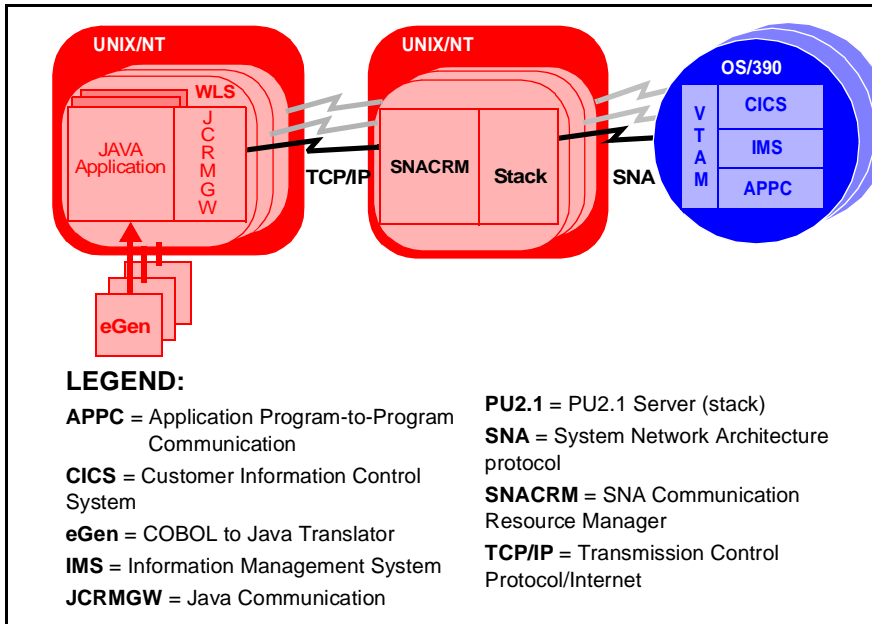 UNIX/NT
WLS
JAVA
Application
J
C
R
M
G
W
eGen
TCP/IP
UNIX/NT
SNACRM
Stack
SNA
OS/390
V
T
A
M
CICS
IMS
APPC
LEGEND:
APPC = Application Program-to-Program
Communication
CICS = Customer Information Control
System
eGen = COBOL to Java Translator
IMS = Information Management System
JCRMGW = Java Communication
PU2.1 = PU2.1 Server (stack)
SNA = System Network Architecture
protocol
SNACRM = SNA Communication
Resource Manager
TCP/IP = Transmission Control
Protocol/Internet